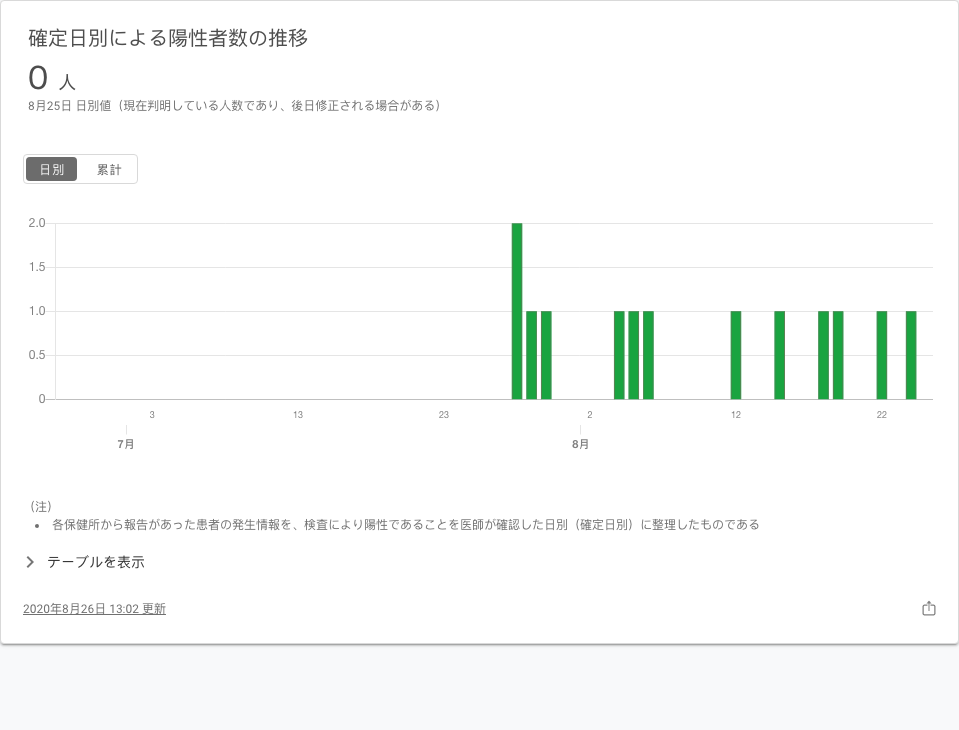 確定日別による陽性者数の推移
0 人
8月25日 日別値（現在判明している人数であり、後日修正される場合がある）
日別 累計
2.0
1.5
1.0
0.5
0
3 13 23 2 12 22
7月 8月
（注）
• 各保健所から報告があった患者の発生情報を、検査により陽性であることを医師が確認した日別（確定日別）に整理したものである
テーブルを表示
2020年8月26日 13:02 更新